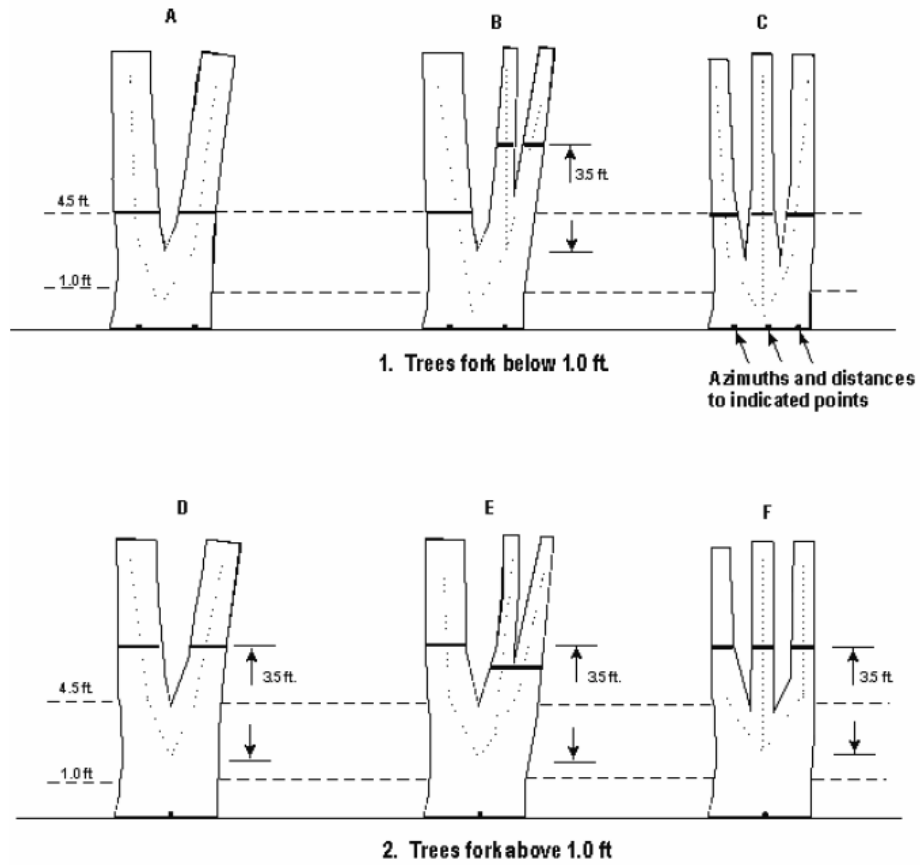 A
B
C
3.5 ft.
4.5 ft.
1.0 ft
1. Trees fork below 1.0 ft.
Azimuths and distances
to indicated points
D
E
F
3.5 ft.
3.5 ft.
3.5 ft.
4.5 ft.
1.0 ft
2. Trees fork above 1.0 ft